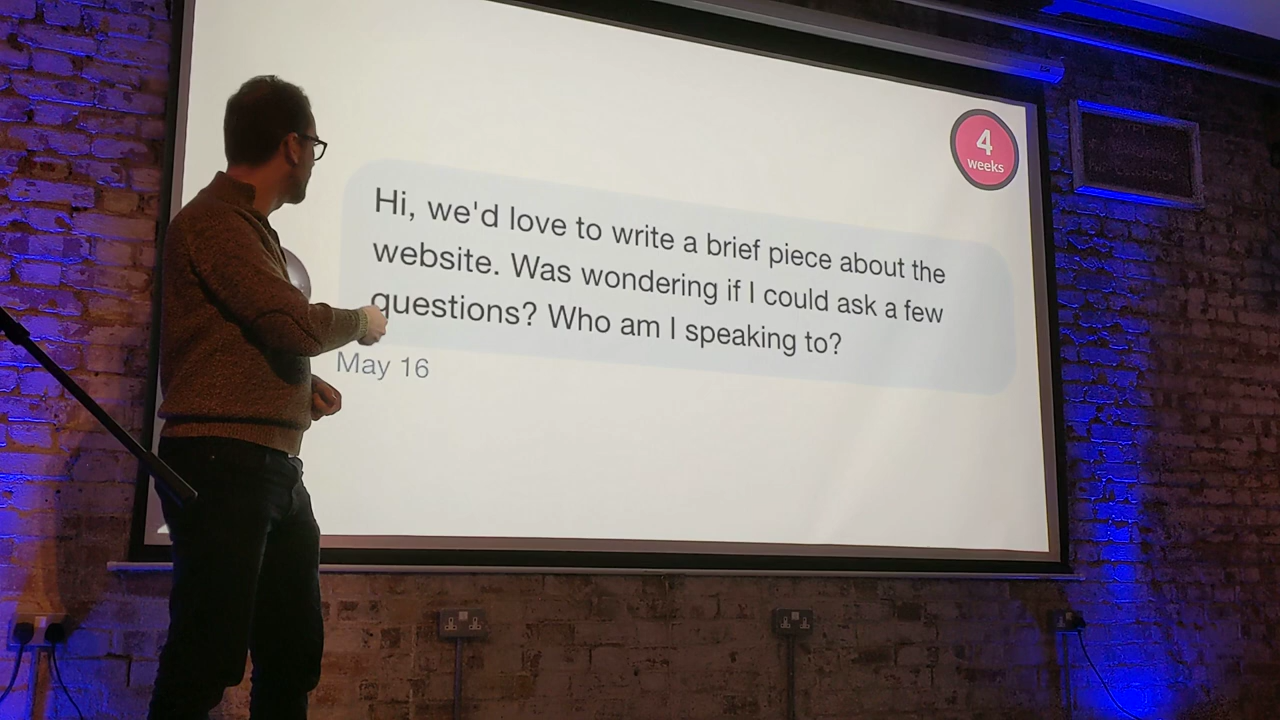 4
weeks
Hi, we'd love to write a brief piece about the
website. Was wondering if I could ask a few
questions? Who am I speaking to?
May 16